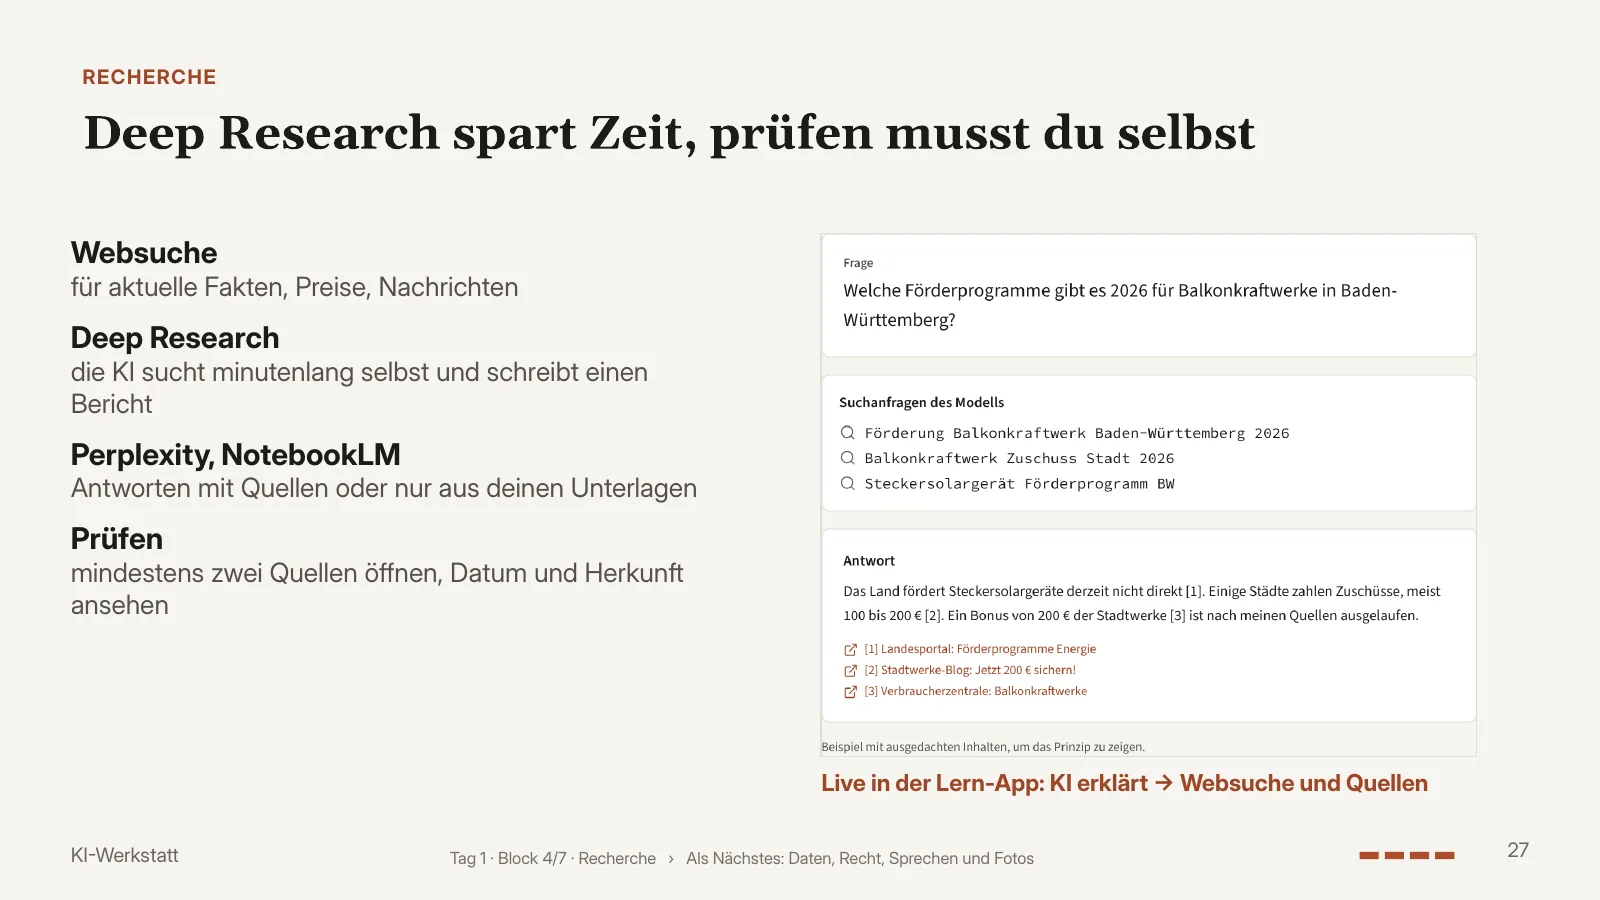 RECHERCHE
Deep Research spart Zeit, prüfen musst du selbst
Websuche
für aktuelle Fakten, Preise, Nachrichten
Deep Research
die KI sucht minutenlang selbst und schreibt einen
Bericht
Perplexity, NotebookLM
Antworten mit Quellen oder nur aus deinen Unterlagen
Prüfen
mindestens zwei Quellen öffnen, Datum und Herkunft
ansehen
Frage
Welche Förderprogramme gibt es 2026 für Balkonkraftwerke in Baden-
Württemberg?
Suchanfragen des Modells
Förderung Balkonkraftwerk Baden-Württemberg 2026
Balkonkraftwerk Zuschuss Stadt 2026
Steckersolargerät Förderprogramm BW
Antwort
Das Land fördert Steckersolargeräte derzeit nicht direkt [1]. Einige Städte zahlen Zuschüsse, meist
100 bis 200 € [2]. Ein Bonus von 200 € der Stadtwerke [3] ist nach meinen Quellen ausgelaufen.
[1] Landesportal: Förderprogramme Energie
[2] Stadtwerke-Blog: Jetzt 200 € sichern!
[3] Verbraucherzentrale: Balkonkraftwerke
Beispiel mit ausgedachten Inhalten, um das Prinzip zu zeigen.
Live in der Lern-App: KI erklärt → Websuche und Quellen
KI-Werkstatt
Tag 1 · Block 4/7 · Recherche › Als Nächstes: Daten, Recht, Sprechen und Fotos
27